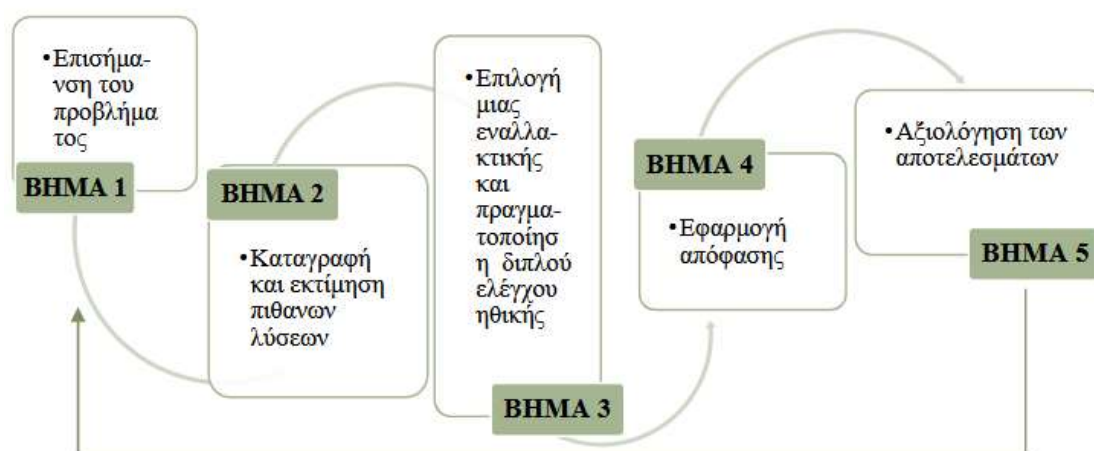 •Επισήμα-
νση του
προβλήμα
τος
ΒΗΜΑ 1
ΒΗΜΑ 2
•Καταγραφή
και εκτίμηση
πιθανων
λύσεων
•Επιλογή
μιας
εναλλα-
κτικής
και
πραγμα-
τοποίησ
η διπλού
ελέγχου
ηθικής
ΒΗΜΑ 3
ΒΗΜΑ 4
•Εφαρμογή
απόφασης
•Αξιολόγηση των
αποτελεσμάτων
ΒΗΜΑ 5